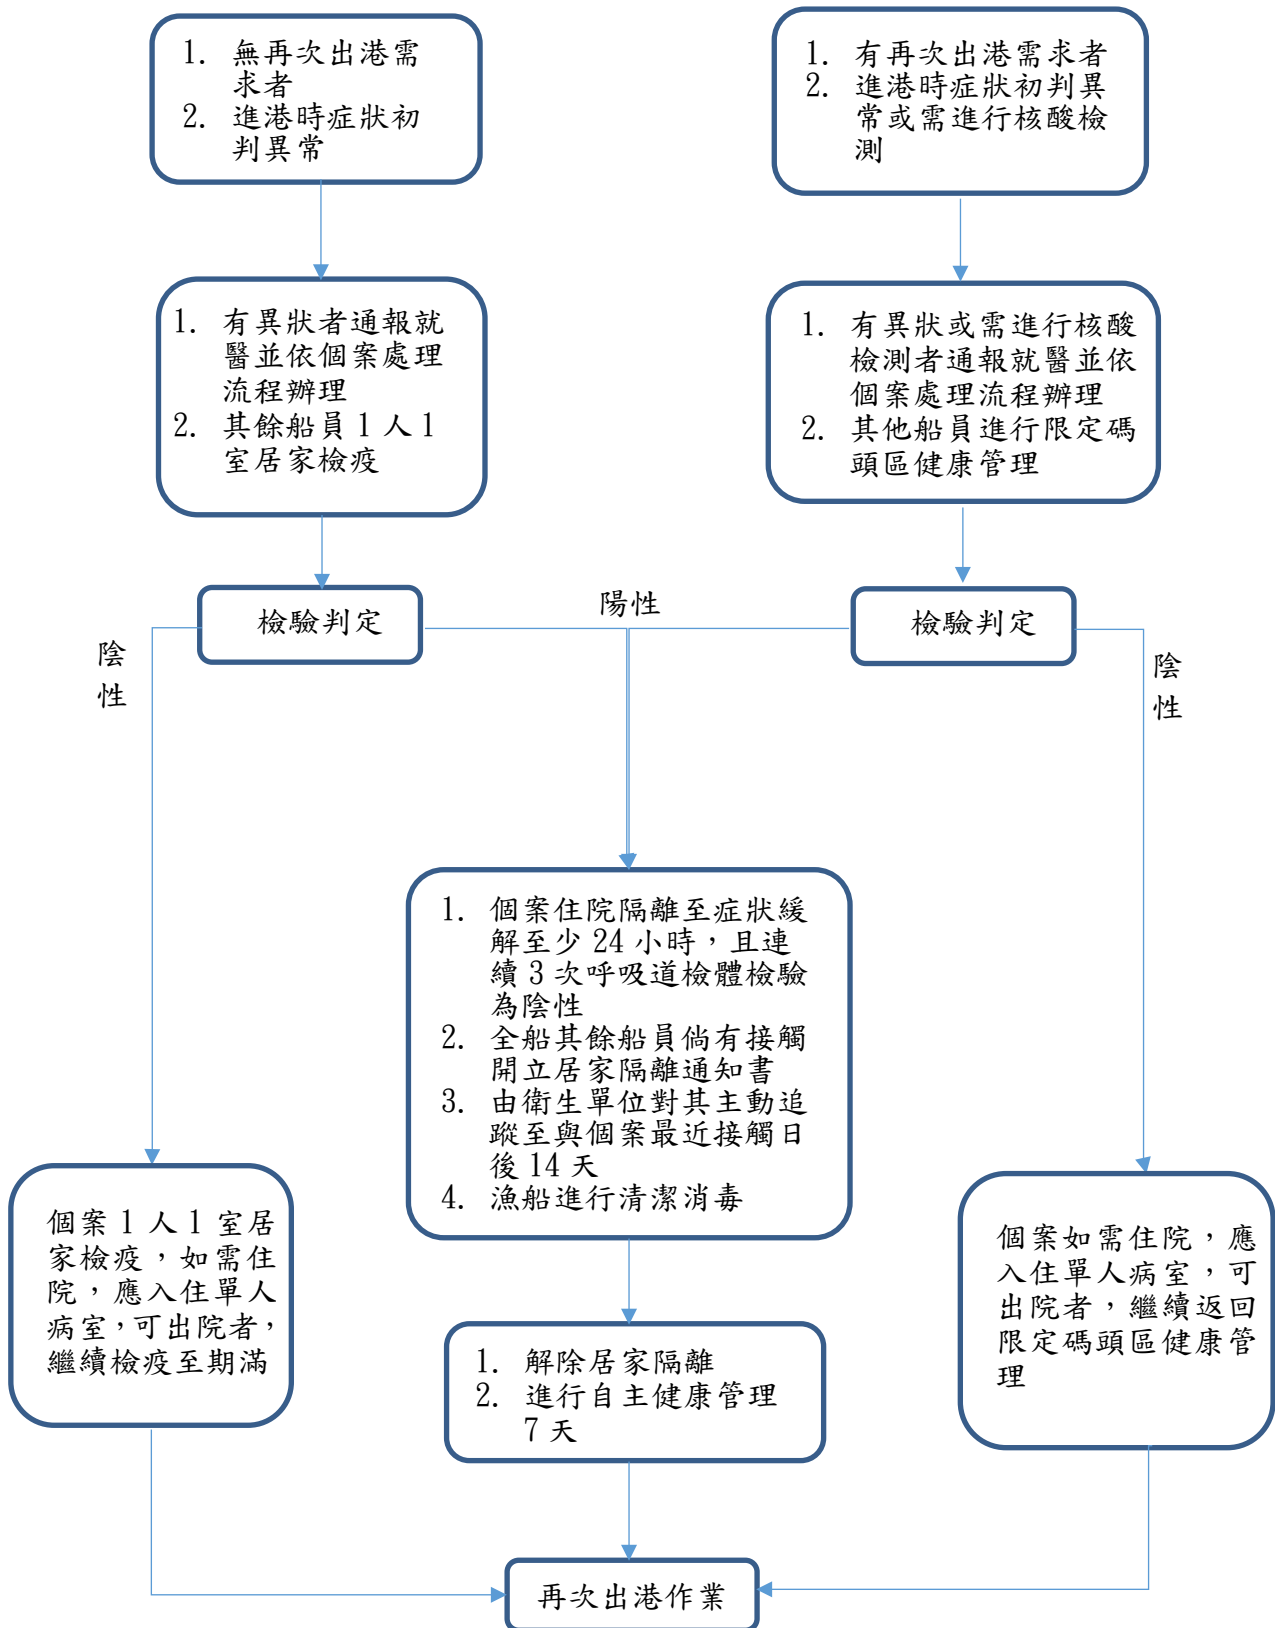 1. 無再次出港需
求者
2. 進港時症狀初
判異常
1. 有再次出港需求者
2. 進港時症狀初判異
常或需進行核酸檢
測
1. 有異狀者通報就
醫並依個案處理
流程辦理
2. 其餘船員1人1
室居家檢疫
1. 有異狀或需進行核酸
檢測者通報就醫並依
個案處理流程辦理
2. 其他船員進行限定碼
頭區健康管理
檢驗判定
陽性
檢驗判定
陰
性
陰
性
1. 個案住院隔離至症狀緩
解至少24小時，且連
續3次呼吸道檢體檢驗
為陰性
2. 全船其餘船員倘有接觸
開立居家隔離通知書
3. 由衛生單位對其主動追
蹤至與個案最近接觸日
後14天
4. 漁船進行清潔消毒
個案1人1室居
家檢疫，如需住
院，應入住單人
病室，可出院者，
繼續檢疫至期滿
個案如需住院，應
入住單人病室，可
出院者，繼續返回
限定碼頭區健康管
理
1. 解除居家隔離
2. 進行自主健康管理
7天
再次出港作業